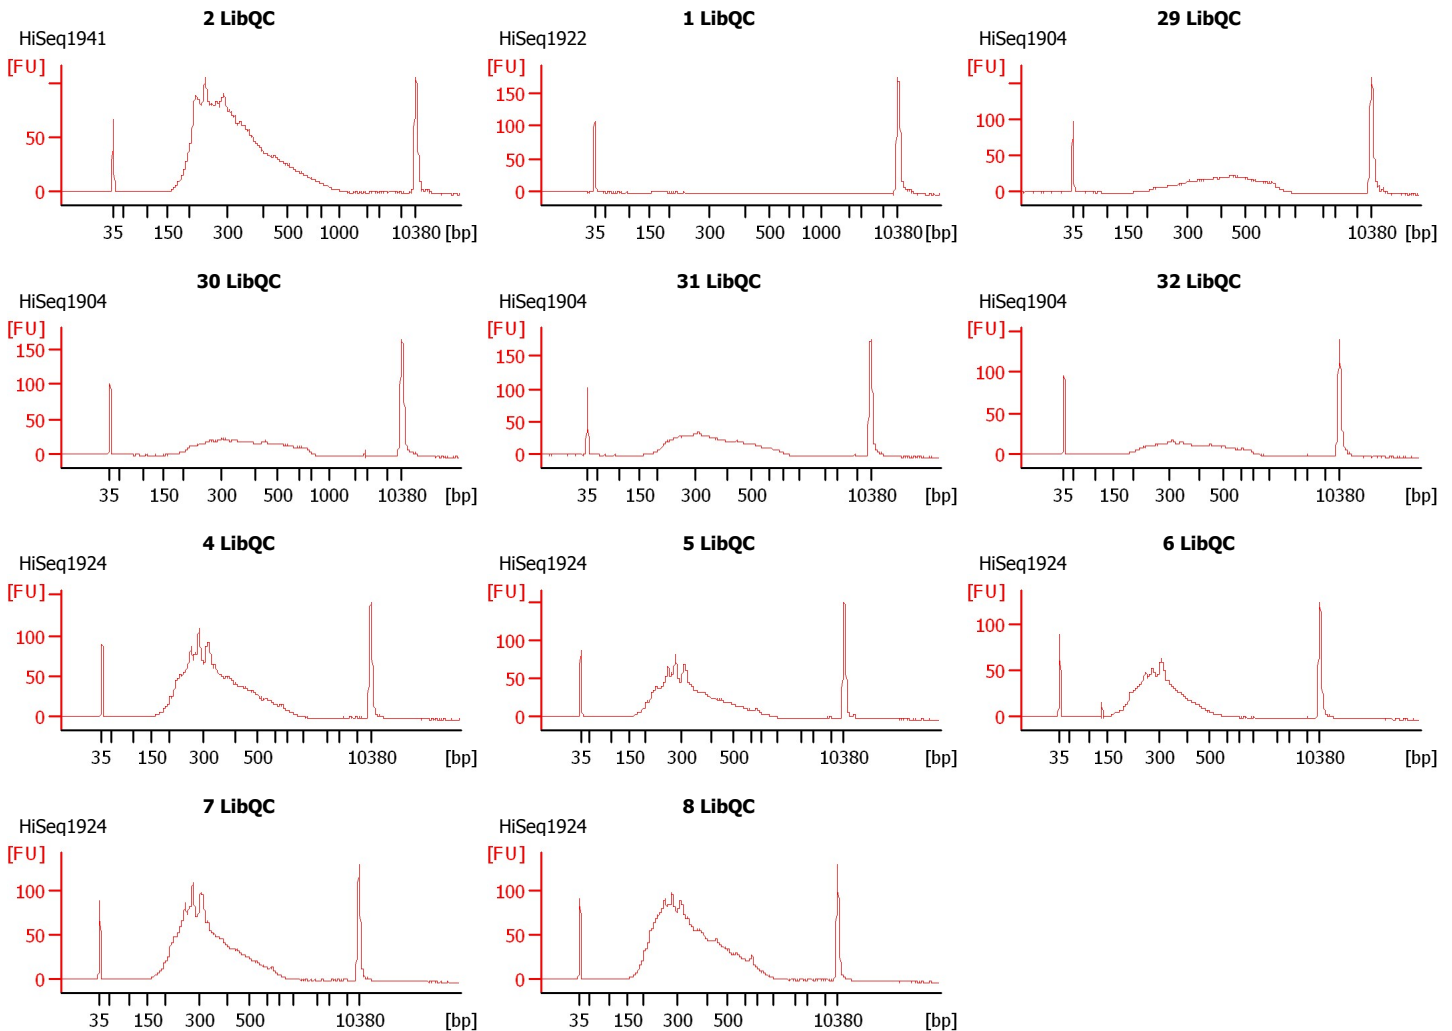 2 LibQC
HiSeq1941
[FU]
50
0
35 150 300 500 1000 10380 [bp]
1 LibQC
HiSeq1922
[FU]
150
100
50
0
35 150 300 500 1000 10380 [bp]
29 LibQC
HiSeq1904
[FU]
100
50
0
35 150 300 500 10380 [bp]
30 LibQC
HiSeq1904
[FU]
150
100
50
0
35 150 300 500 1000 10380 [bp]
31 LibQC
HiSeq1904
[FU]
150
100
50
0
35 150 300 500 10380 [bp]
32 LibQC
HiSeq1904
[FU]
100
50
0
35 150 300 500 10380 [bp]
4 LibQC
HiSeq1924
[FU]
100
50
0
35 150 300 500 10380 [bp]
5 LibQC
HiSeq1924
[FU]
100
50
0
35 150 300 500 10380 [bp]
6 LibQC
HiSeq1924
[FU]
100
50
0
35 150 300 500 10380 [bp]
7 LibQC
HiSeq1924
[FU]
100
50
0
35 150 300 500 10380 [bp]
8 LibQC
HiSeq1924
[FU]
100
50
0
35 150 300 500 10380 [bp]